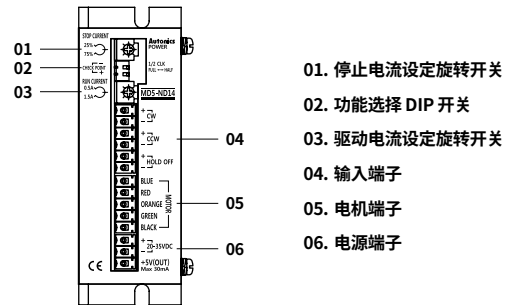 STOP CURRENT
25%
75%
CHECK POINT
+
RUN CURRENT
0.5A
1.5A
Autonics
POWER
1/2 CLK
FULL ↔ HALF
MD5-ND14
+
CW
-
+
CCW
-
+
HOLD OFF
-
BLUE
RED
ORANGE
GREEN
BLACK
MOTOR
+
20-35VDC
-
+5V(OUT)
Max 30mA
CE
01
02
03
04
05
06
01. 停止电流设定旋转开关
02. 功能选择 DIP 开关
03. 驱动电流设定旋转开关
04. 输入端子
05. 电机端子
06. 电源端子